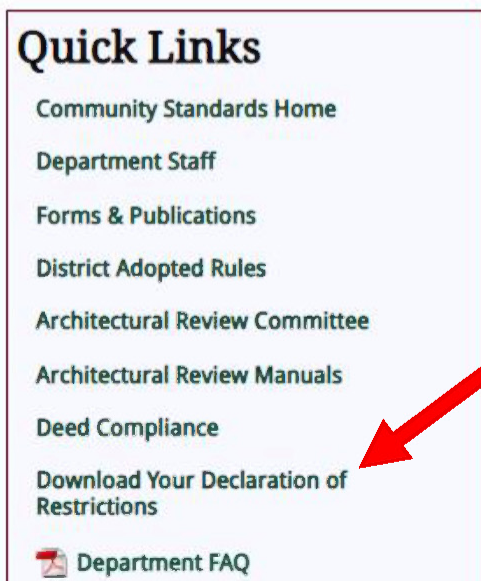 Quick Links
Community Standards Home
Department Staff
Forms & Publications
District Adopted Rules
Architectural Review Committee
Architectural Review Manuals
Deed Compliance
Download Your Declaration of
Restrictions
Department FAQ